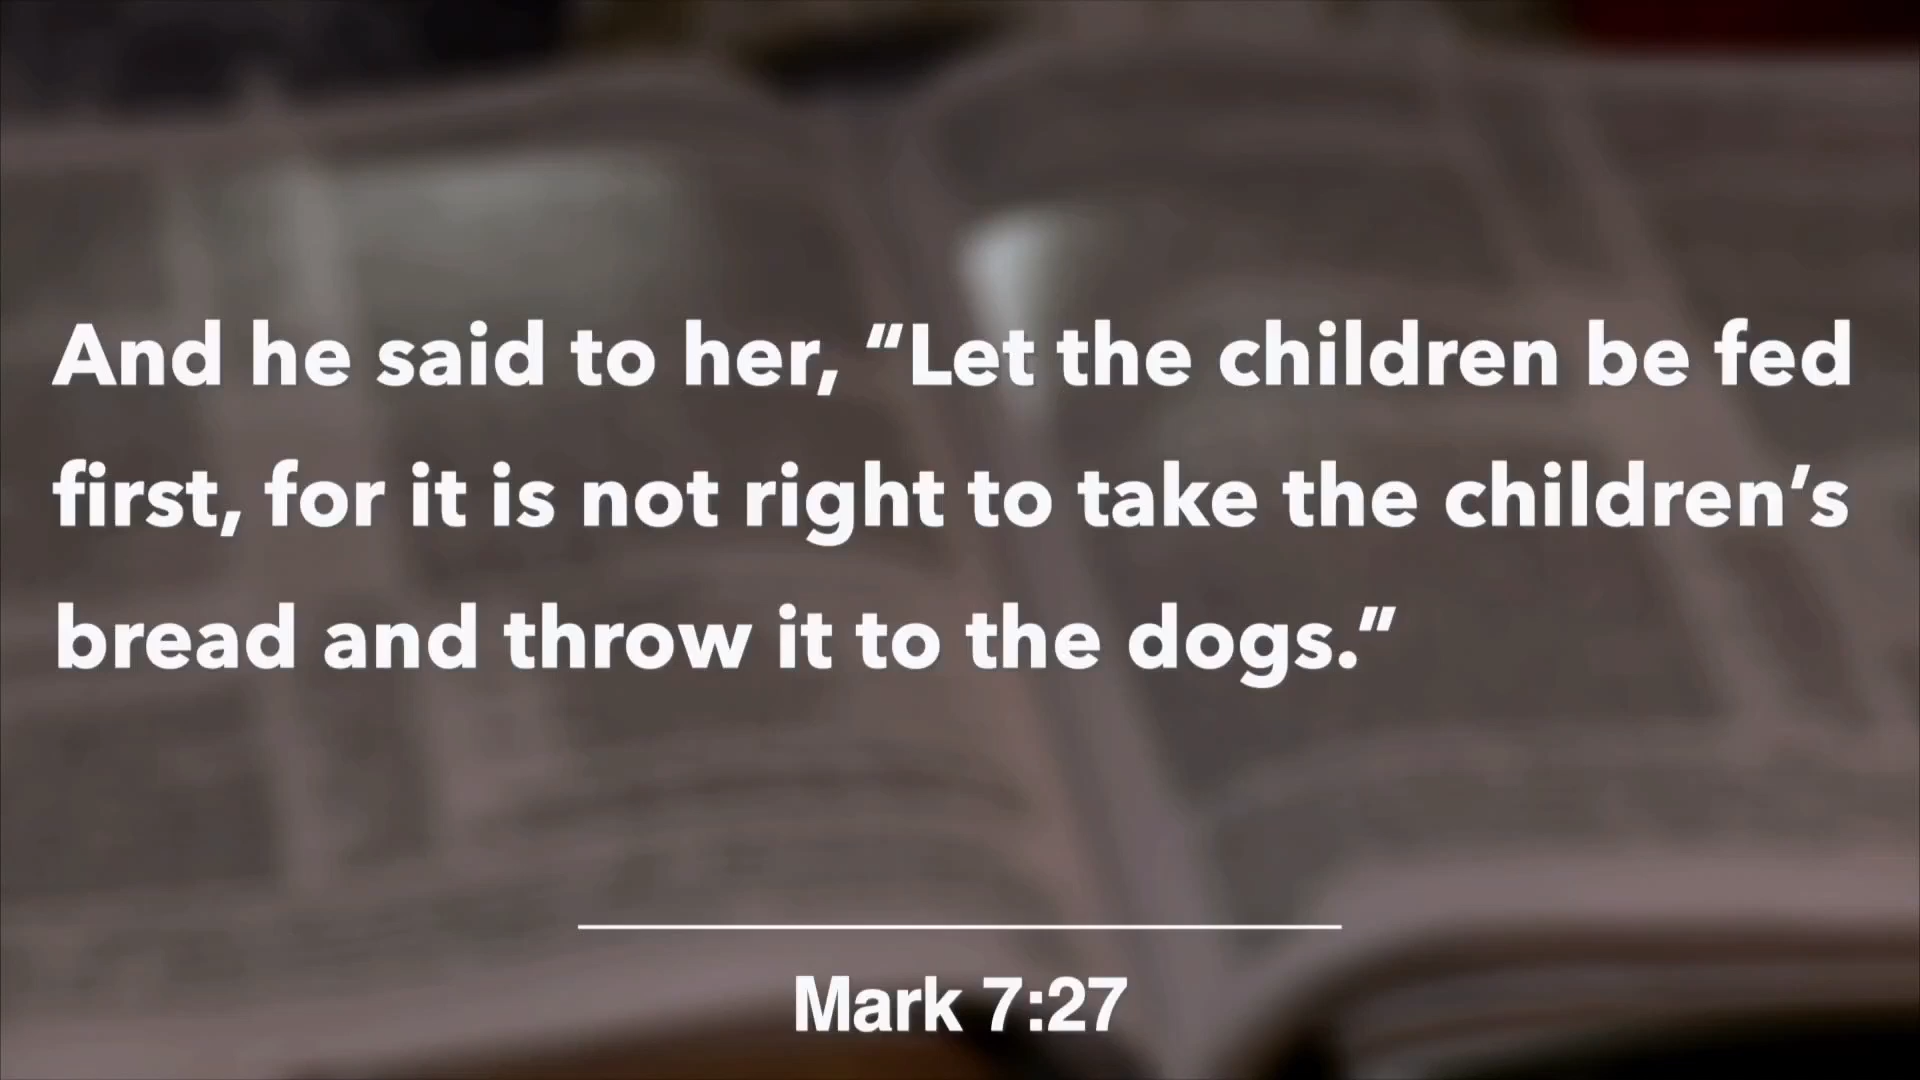 And he said to her, “Let the children be fed
first, for it is not right to take the children’s
bread and throw it to the dogs.”
Mark 7:27